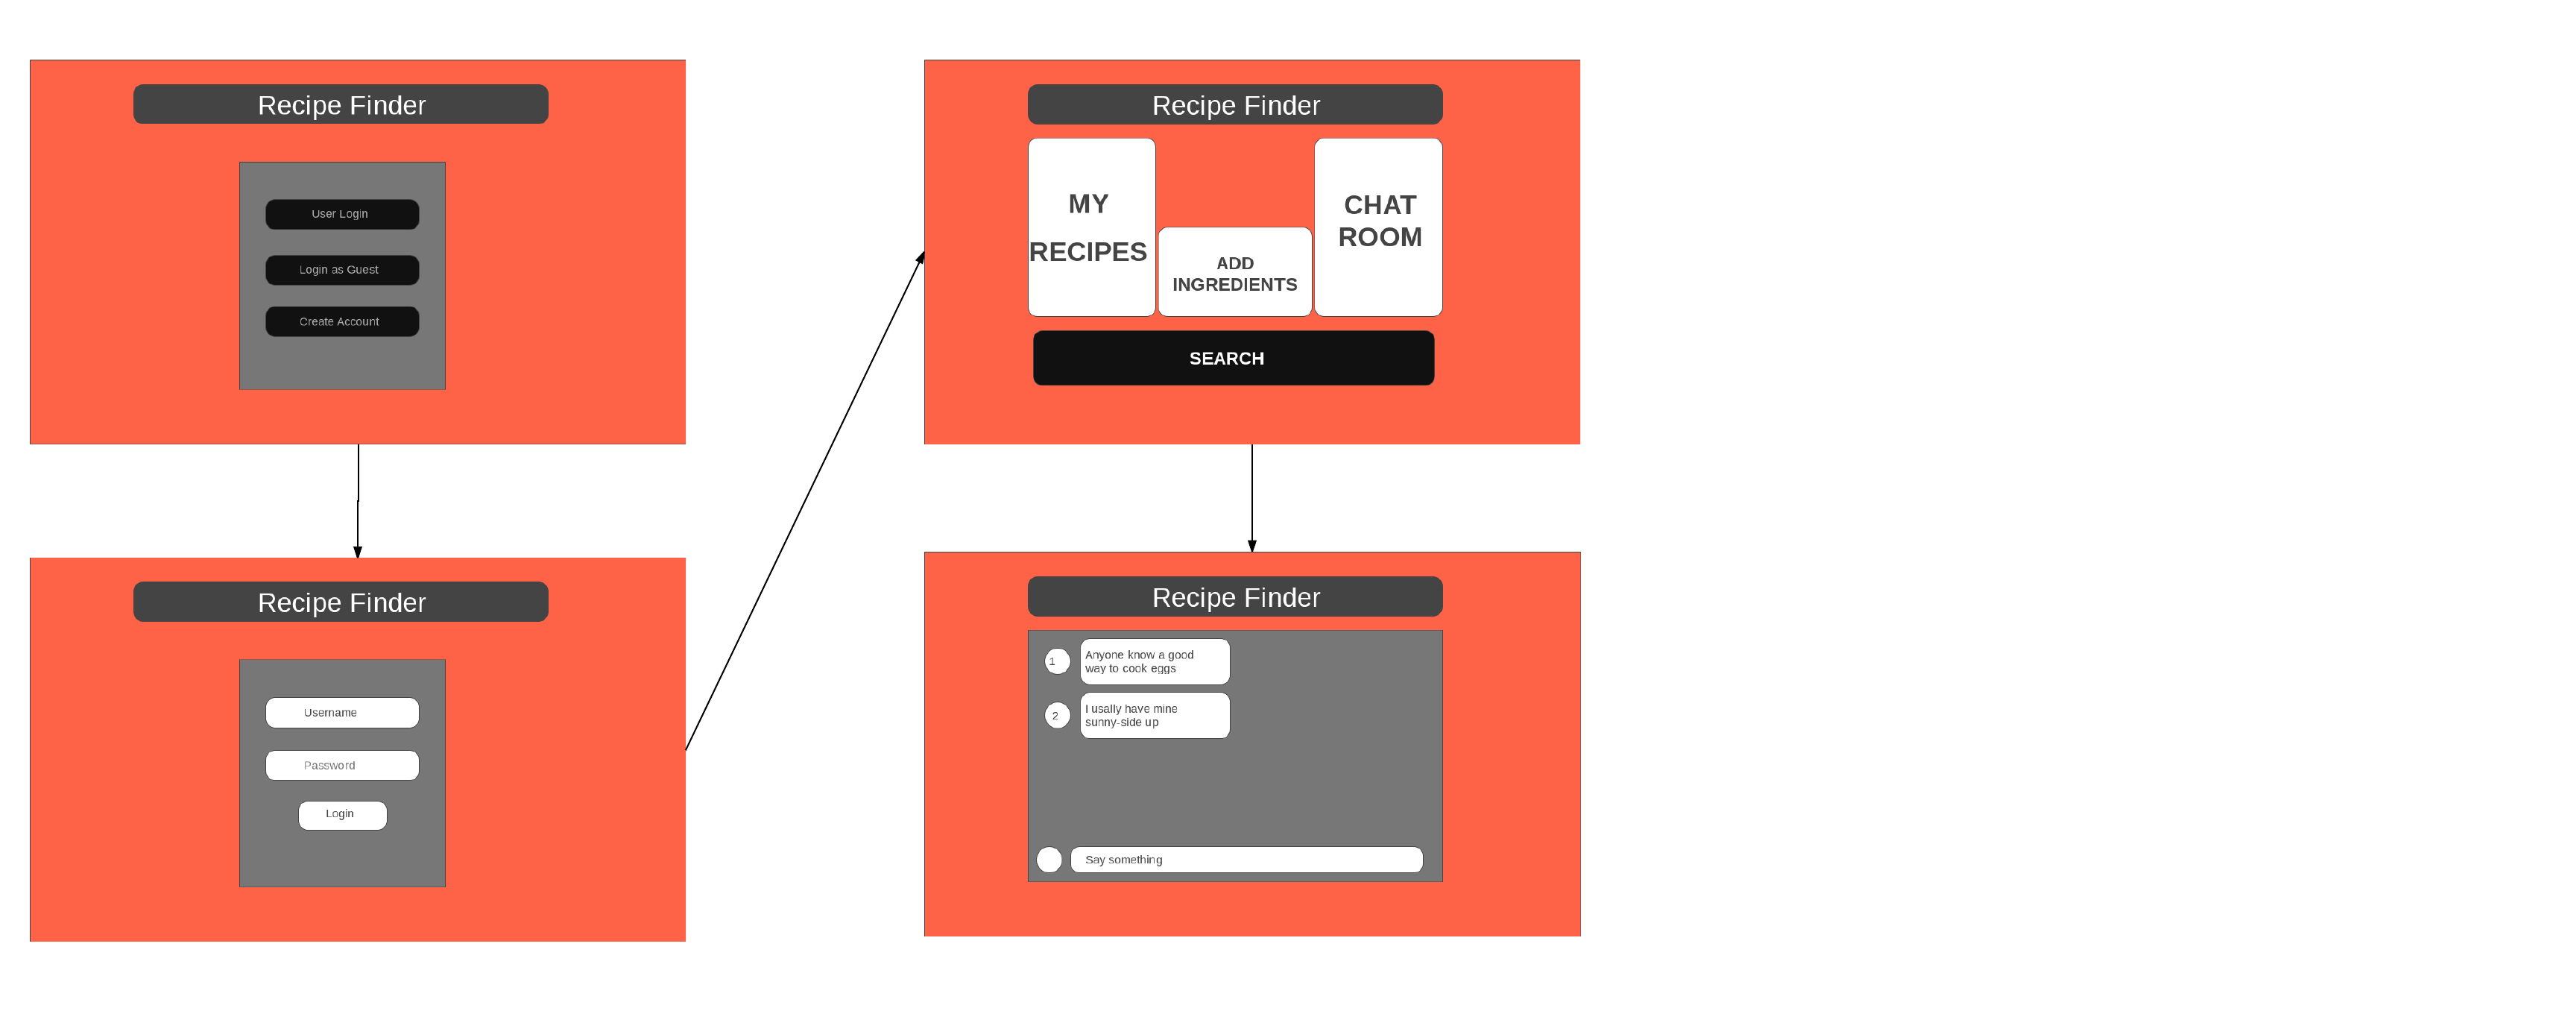 Recipe Finder
User Login
Login as Guest
Create Account
Recipe Finder
Username
Password
Login
Recipe Finder
MY
RECIPES
ADD
INGREDIENTS
CHAT
ROOM
SEARCH
Recipe Finder
1
Anyone know a good
way to cook eggs
2
I usally have mine
sunny-side up
Say something